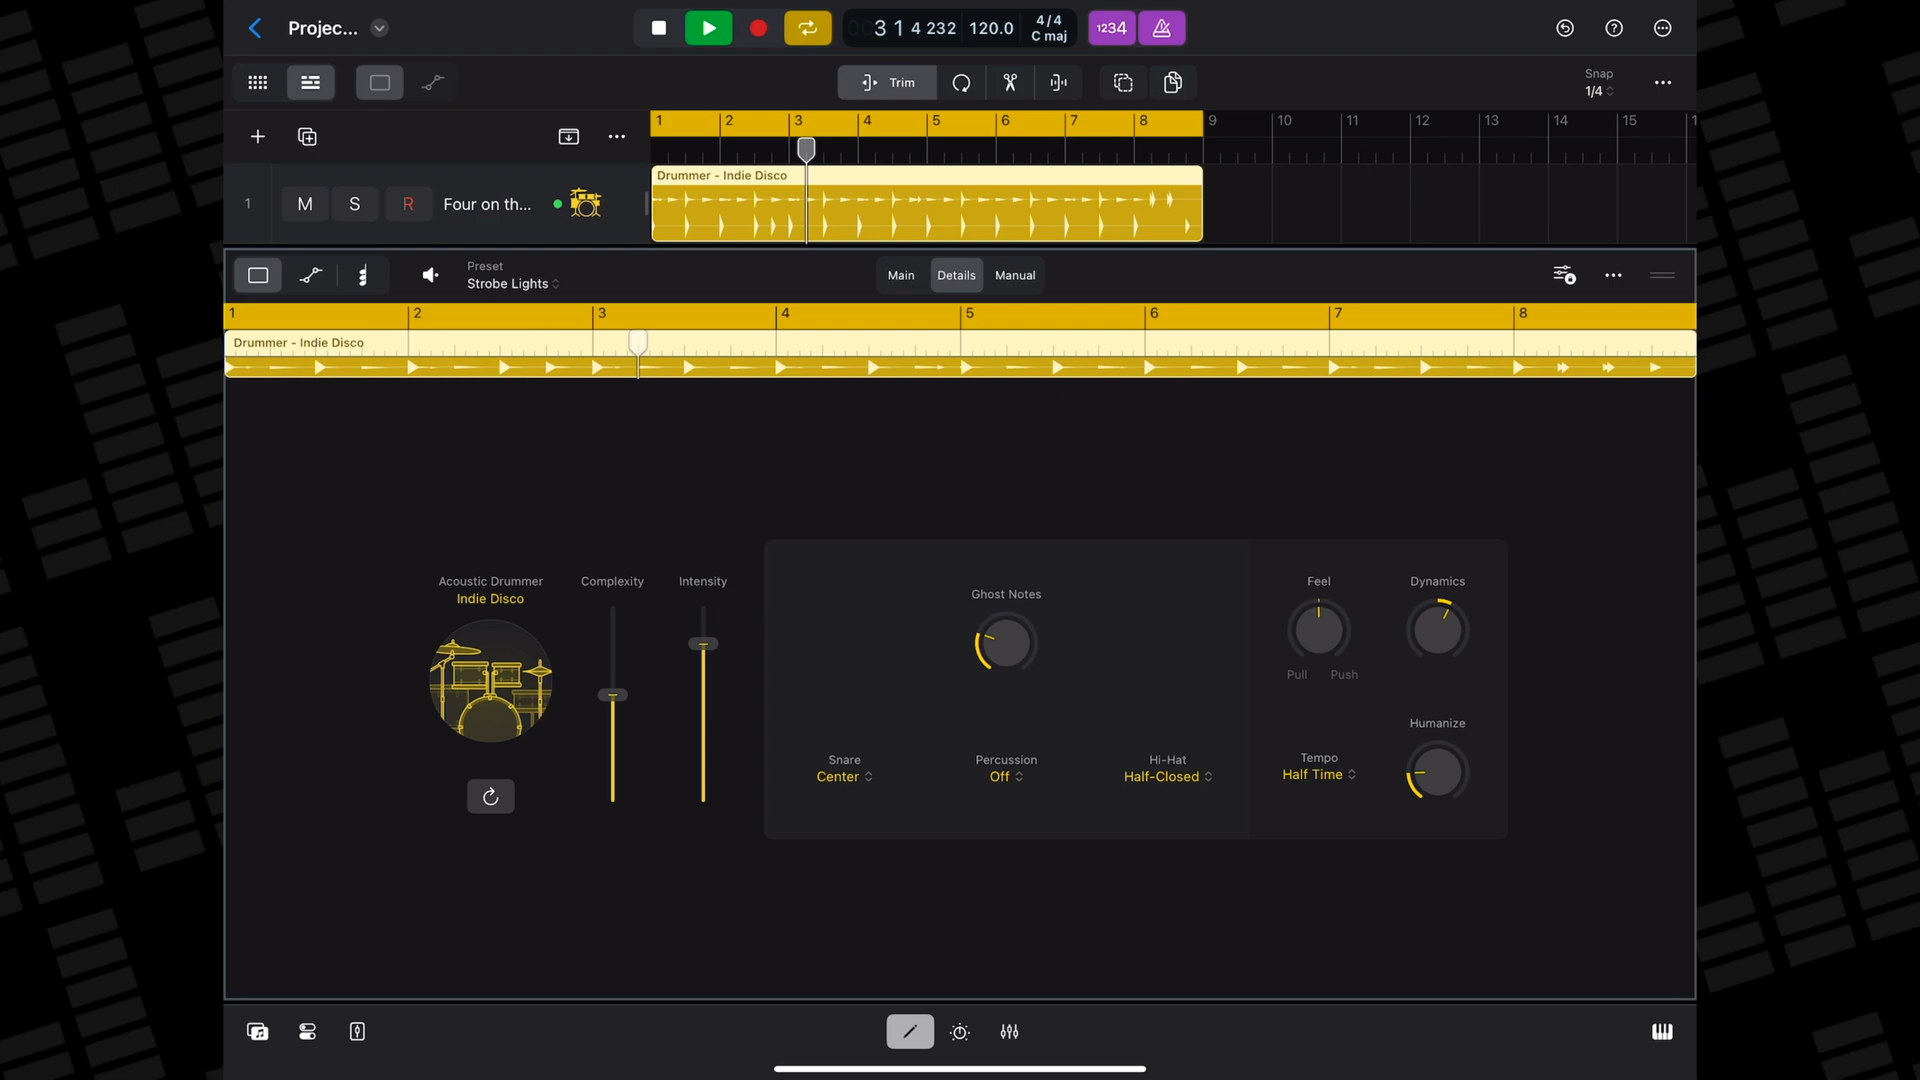 Projec...
003 1 4 232 120.0 4/4 C maj
1234
Trim
Snap
1/4
1 2 3 4 5 6 7 8 9 10 11 12 13 14 15 1
Drummer - Indie Disco
1 M S R Four on th...
Preset
Strobe Lights
Main Details Manual
1 2 3 4 5 6 7 8
Drummer - Indie Disco
Acoustic Drummer
Indie Disco
Complexity
Intensity
Ghost Notes
Feel
Dynamics
Pull Push
Humanize
Snare
Center
Percussion
Off
Hi-Hat
Half-Closed
Tempo
Half Time